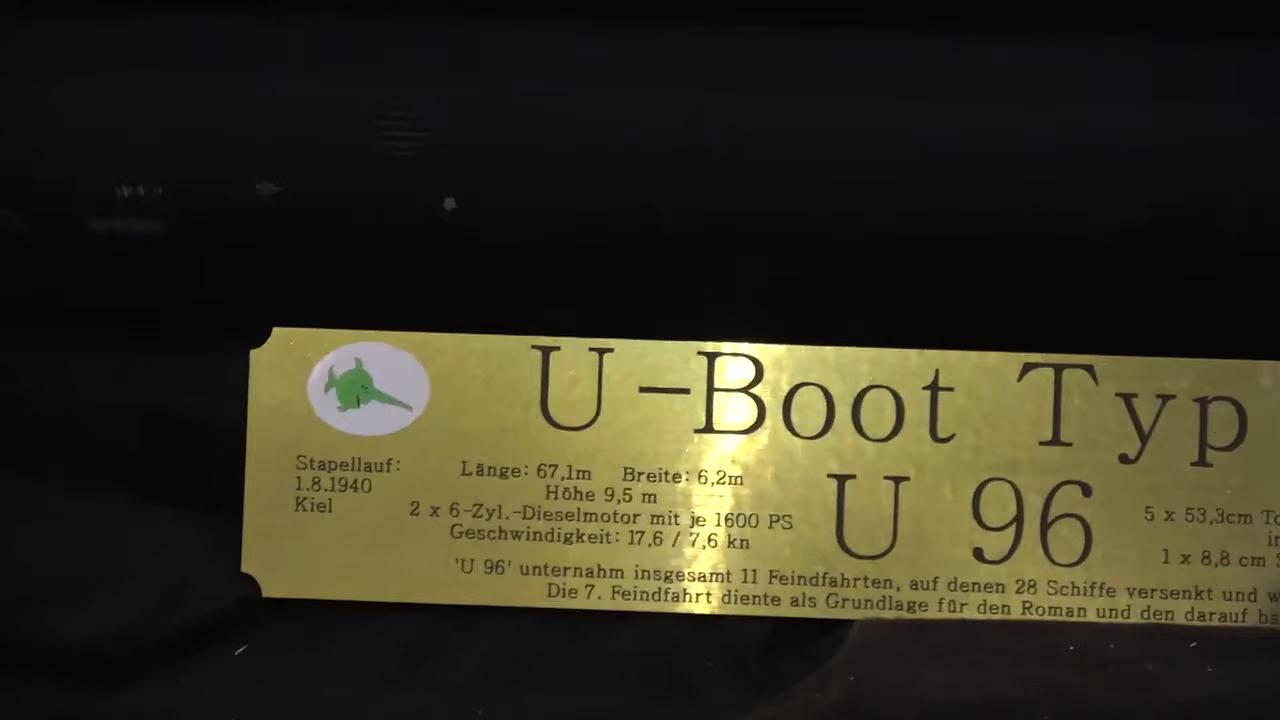 U-Boot Typ
U 96
Stapellauf:
1.8.1940
Kiel
Länge: 67,1m Breite: 6,2m
Höhe 9,5 m
2 x 6-Zyl.-Dieselmotor mit je 1600 PS
Geschwindigkeit: 17,6 / 7,6 kn
5 x 53,3cm
1 x 8,8 cm
'U 96' unternahm insgesamt 11 Feindfahrten, auf denen 28 Schiffe versenkt und
Die 7. Feindfahrt diente als Grundlage für den Roman und den darauf